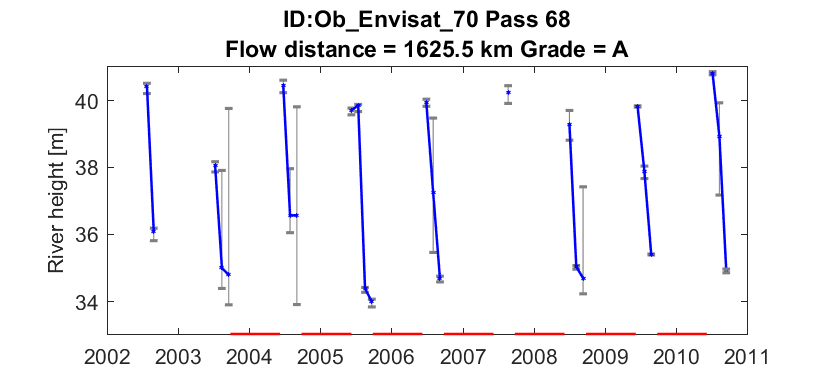 ID:Ob_Envisat_70 Pass 68
Flow distance = 1625.5 km Grade = A
River height [m]
40
38
36
34
2002 2003 2004 2005 2006 2007 2008 2009 2010 2011